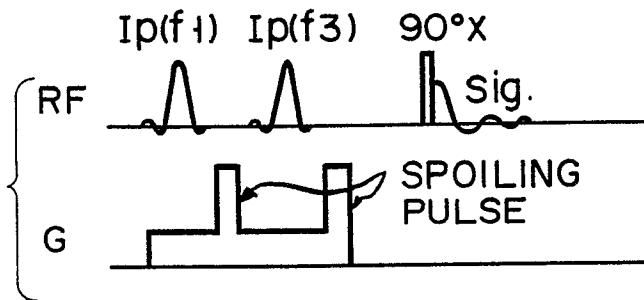 Ip(f1) Ip(f3) 90°X
RF
Sig.
SPOILING
PULSE
G